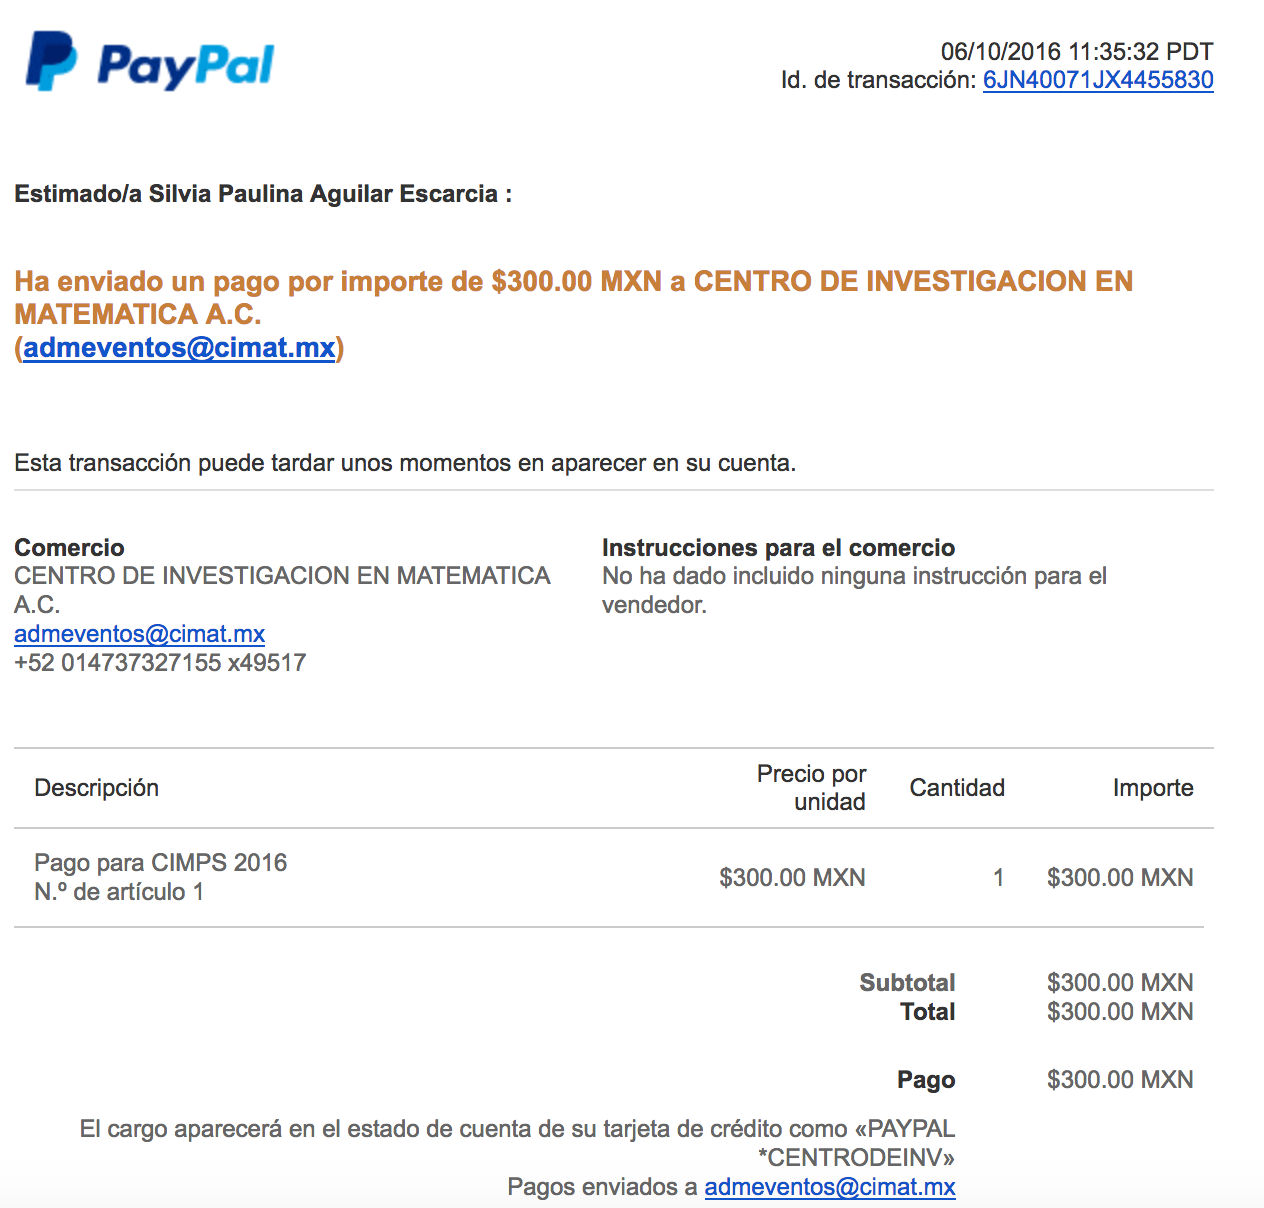 PayPal
06/10/2016 11:35:32 PDT
Id. de transacción: 6JN40071JX4455830
Estimado/a Silvia Paulina Aguilar Escarcia :
Ha enviado un pago por importe de $300.00 MXN a CENTRO DE INVESTIGACION EN
MATEMATICA A.C.
(admeventos@cimat.mx)
Esta transacción puede tardar unos momentos en aparecer en su cuenta.
Comercio
CENTRO DE INVESTIGACION EN MATEMATICA
A.C.
admeventos@cimat.mx
+52 014737327155 x49517
Instrucciones para el comercio
No ha dado incluido ninguna instrucción para el
vendedor.
Descripción Precio por unidad Cantidad Importe
Pago para CIMPS 2016
N.º de artículo 1
$300.00 MXN 1 $300.00 MXN
Subtotal $300.00 MXN
Total $300.00 MXN
Pago $300.00 MXN
El cargo aparecerá en el estado de cuenta de su tarjeta de crédito como «PAYPAL
*CENTRODEINV»
Pagos enviados a admeventos@cimat.mx